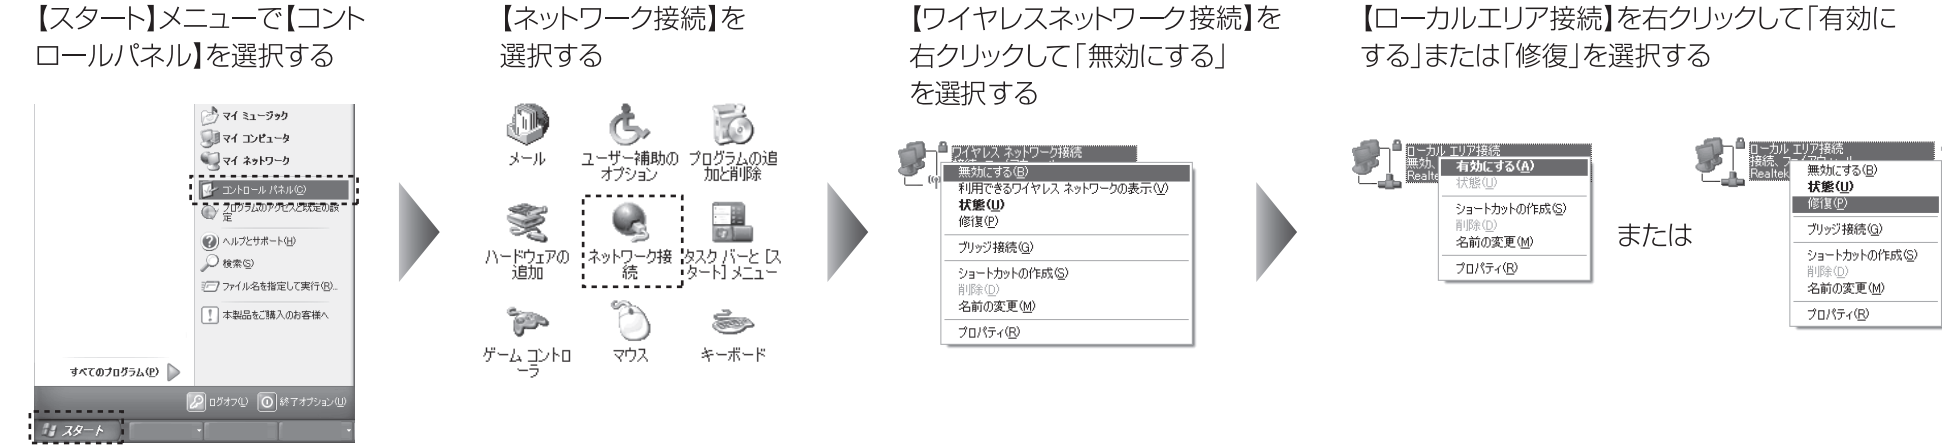 【スタート】メニューで【コント
ロールパネル】を選択する
マイ ミュージック
マイ コンピュータ
マイ ネットワーク
コントロール パネル(C)
プログラムのアクセスと既定の設
定
ヘルプとサポート(H)
検索(S)
ファイル名を指定して実行(R)...
本製品をご購入のお客様へ
すべてのプログラム(P)
ログオフ(L)
終了オプション(U)
スタート
【ネットワーク接続】を
選択する
メール
ユーザー補助の
オプション
プログラムの追
加と削除
ハードウェアの
追加
ネットワーク接
続
タスク バーと [ス
タート] メニュー
ゲーム コントロ
ーラ
マウス
キーボード
【ワイヤレスネットワーク接続】を
右クリックして「無効にする」
を選択する
ワイヤレス ネットワーク接続
無効にする(B)
利用できるワイヤレス ネットワークの表示(V)
状態(U)
修復(P)
ブリッジ接続(G)
ショートカットの作成(S)
削除(D)
名前の変更(M)
プロパティ(R)
【ローカルエリア接続】を右クリックして「有効に
する」または「修復」を選択する
ローカル エリア接続
無効、
Realte
有効にする(A)
状態(U)
ショートカットの作成(S)
削除(D)
名前の変更(M)
プロパティ(R)
または
ローカル エリア接続
接続、
Realtek
無効にする(B)
状態(U)
修復(P)
ブリッジ接続(G)
ショートカットの作成(S)
削除(D)
名前の変更(M)
プロパティ(R)